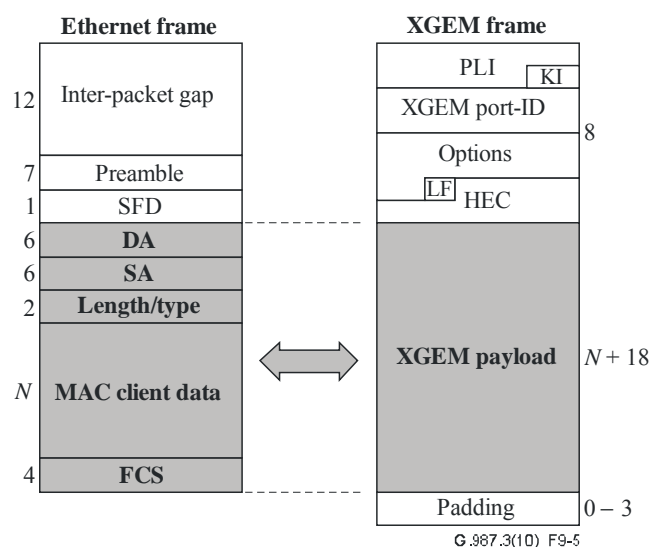 Ethernet frame
12
Inter-packet gap
7
Preamble
1
SFD
6
DA
6
SA
2
Length/type
N
MAC client data
4
FCS
XGEM frame
PLI
KI
XGEM port-ID
8
Options
LF
HEC
XGEM payload
N + 18
Padding
0 – 3
G.987.3(10)_F9-5